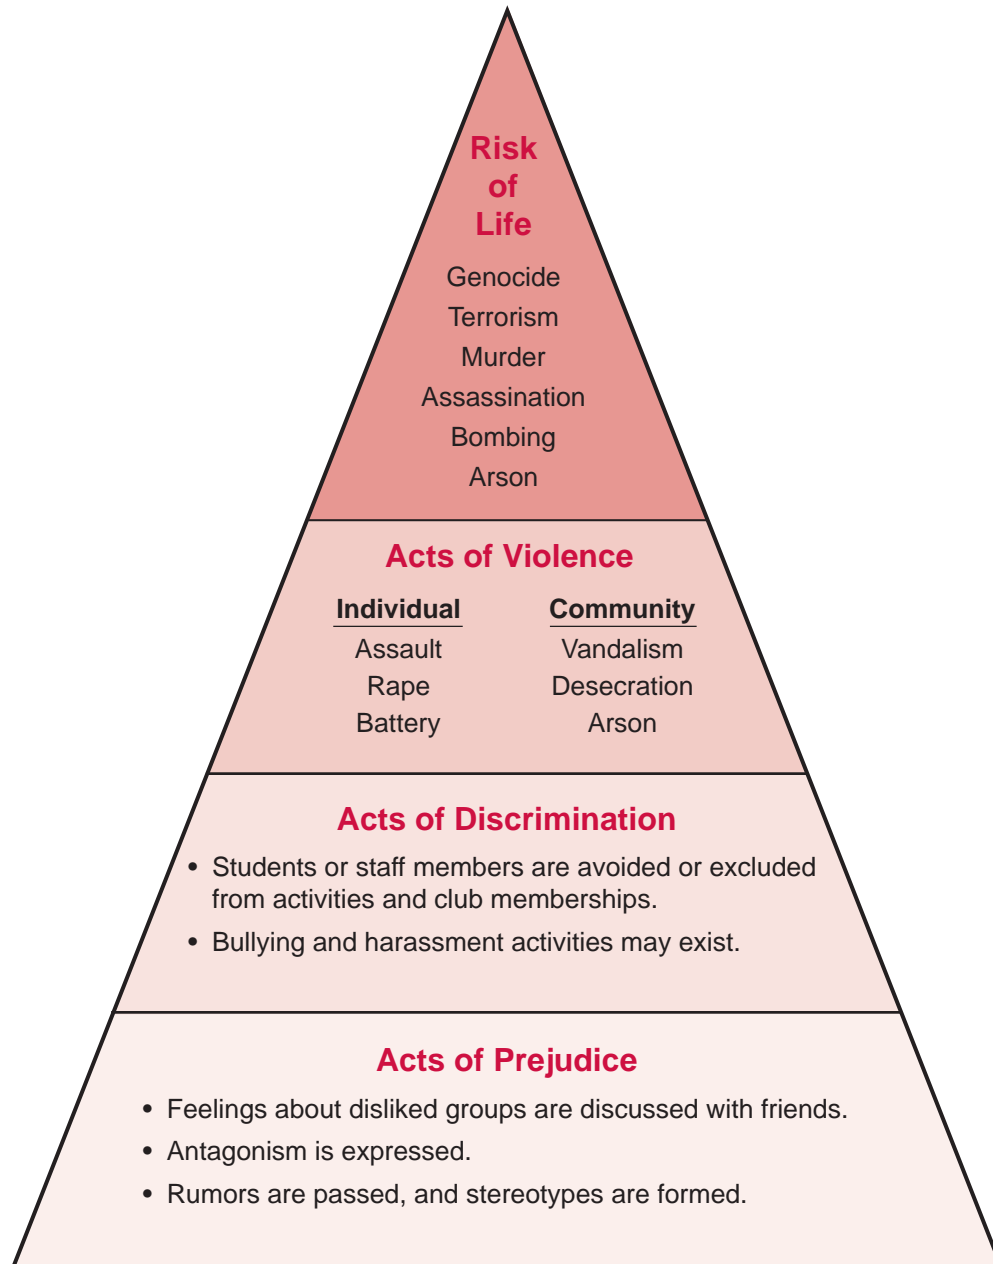 Risk
of
Life
Genocide
Terrorism
Murder
Assassination
Bombing
Arson
Acts of Violence
Individual
Assault
Rape
Battery
Community
Vandalism
Desecration
Arson
Acts of Discrimination
• Students or staff members are avoided or excluded
from activities and club memberships.
• Bullying and harassment activities may exist.
Acts of Prejudice
• Feelings about disliked groups are discussed with friends.
• Antagonism is expressed.
• Rumors are passed, and stereotypes are formed.